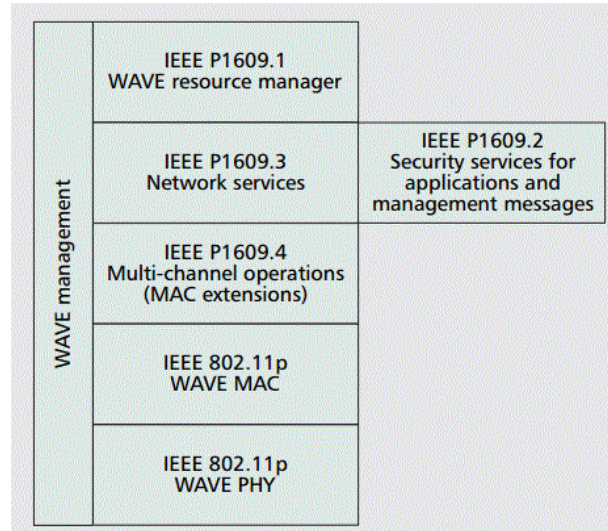 WAVE management
IEEE P1609.1
WAVE resource manager
IEEE P1609.3
Network services
IEEE P1609.2
Security services for
applications and
management messages
IEEE P1609.4
Multi-channel operations
(MAC extensions)
IEEE 802.11p
WAVE MAC
IEEE 802.11p
WAVE PHY